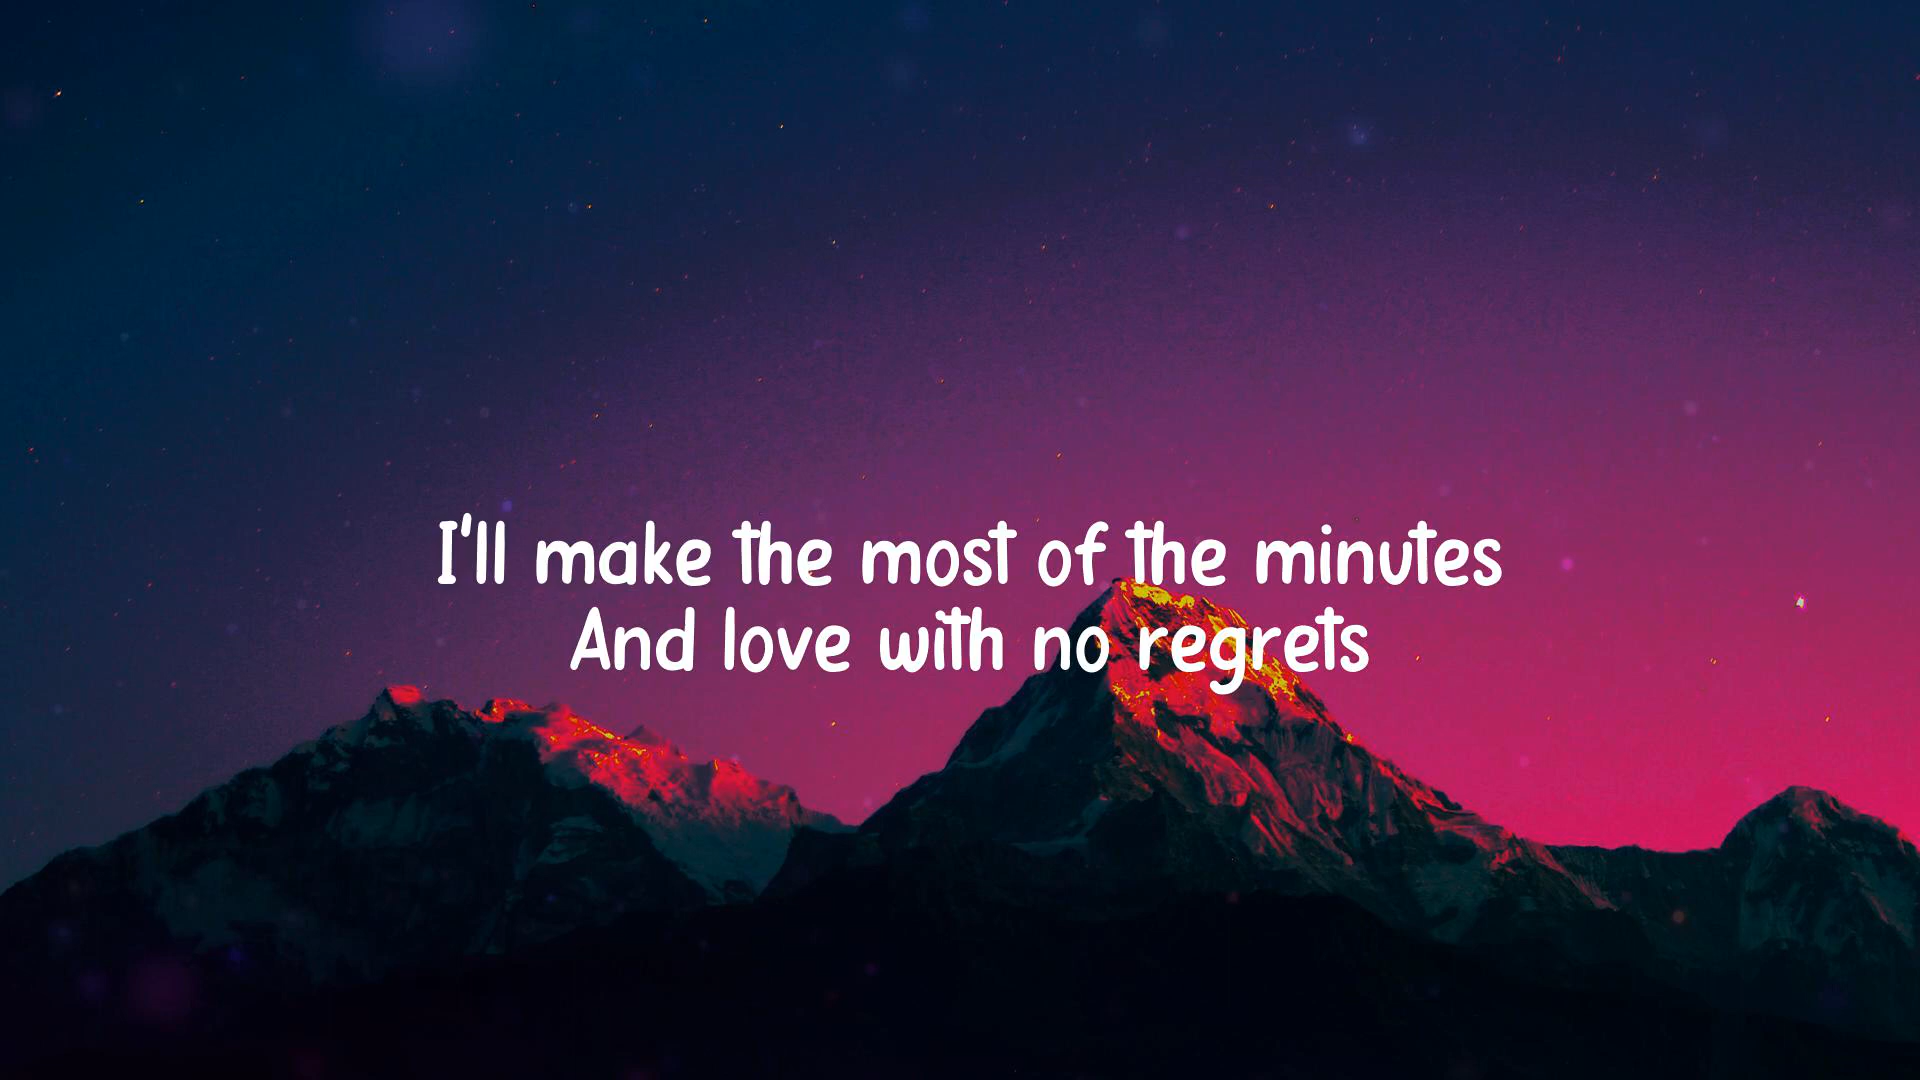 I'll make the most of the minutes
And love with no regrets